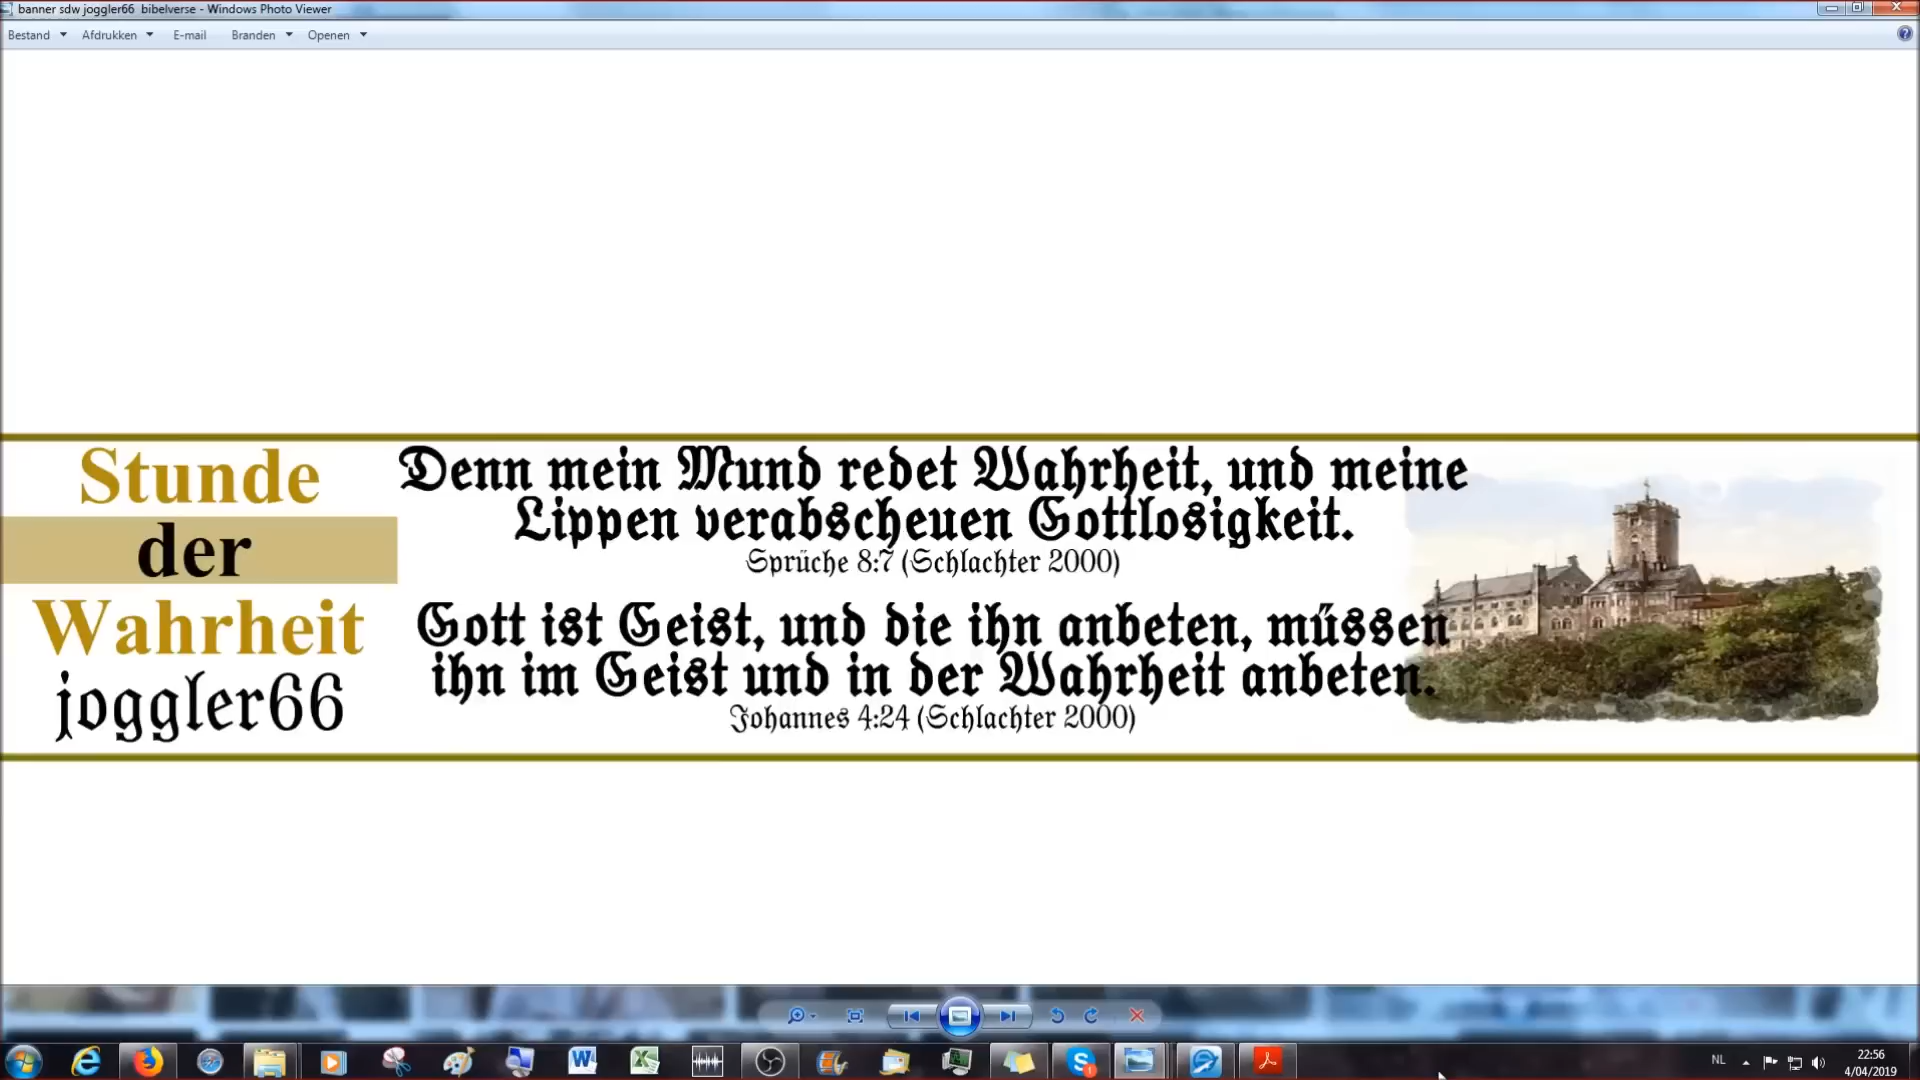 banner sdw joggler66 bibelverse - Windows Photo Viewer
Bestand Afdrukken E-mail Branden Openen
Stunde
der
Wahrheit
joggler66
Denn mein Mund redet Wahrheit, und meine
Lippen verabscheuen Gottlosigkeit.
Sprüche 8:7 (Schlachter 2000)
Gott ist Geist, und die ihn anbeten, müssen
ihn im Geist und in der Wahrheit anbeten.
Johannes 4:24 (Schlachter 2000)
NL
22:56
4/04/2019